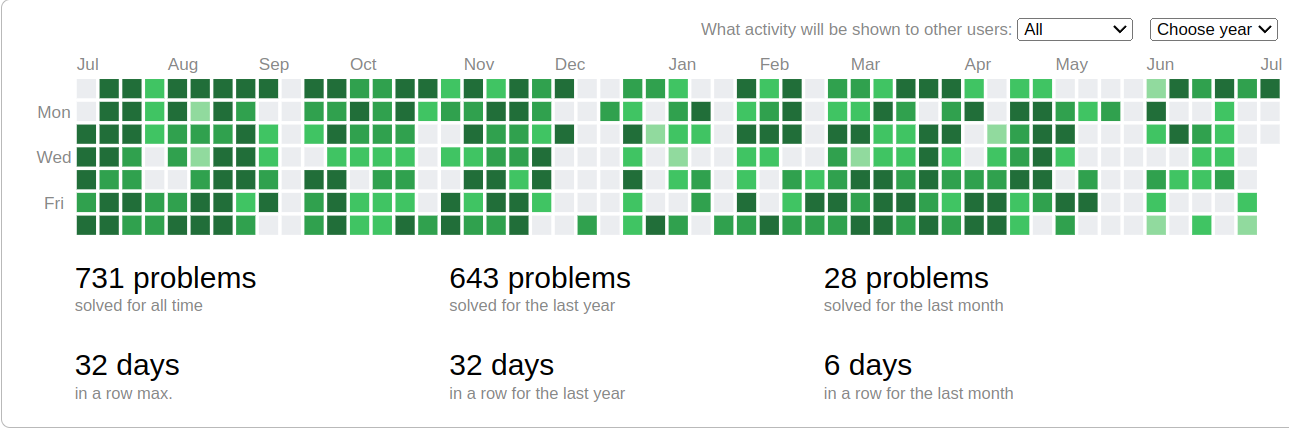 What activity will be shown to other users: All Choose year
Jul Aug Sep Oct Nov Dec Jan Feb Mar Apr May Jun Jul
Mon
Wed
Fri
731 problems 643 problems 28 problems
solved for all time solved for the last year solved for the last month
32 days 32 days 6 days
in a row max. in a row for the last year in a row for the last month